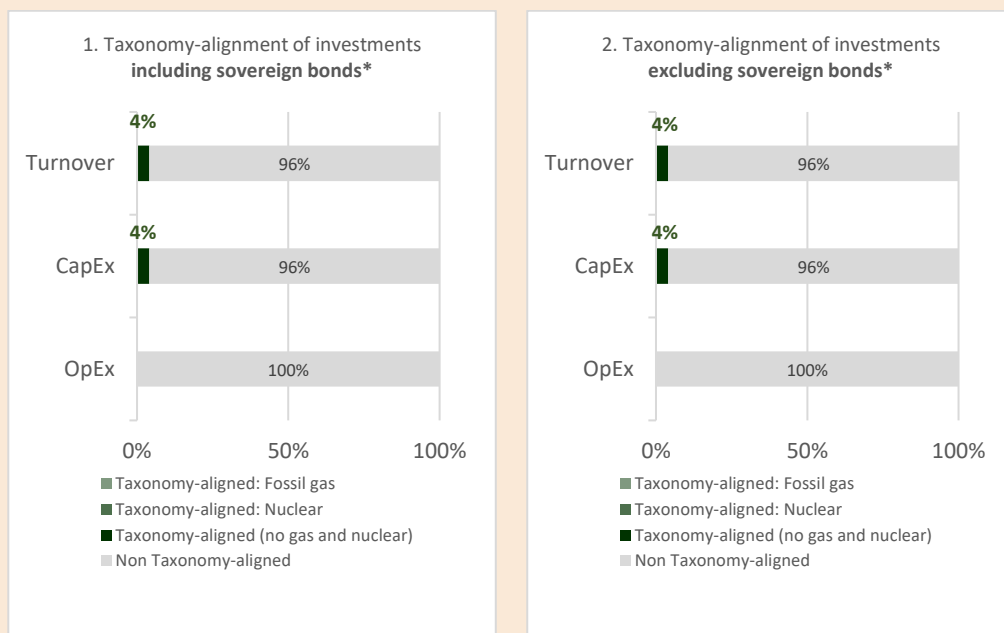 1. Taxonomy-alignment of investments
including sovereign bonds*
4%
Turnover
96%
4%
CapEx
96%
OpEx
100%
0%
50%
100%
Taxonomy-aligned: Fossil gas
Taxonomy-aligned: Nuclear
Taxonomy-aligned (no gas and nuclear)
Non Taxonomy-aligned
2. Taxonomy-alignment of investments
excluding sovereign bonds*
4%
Turnover
96%
4%
CapEx
96%
OpEx
100%
0%
50%
100%
Taxonomy-aligned: Fossil gas
Taxonomy-aligned: Nuclear
Taxonomy-aligned (no gas and nuclear)
Non Taxonomy-aligned